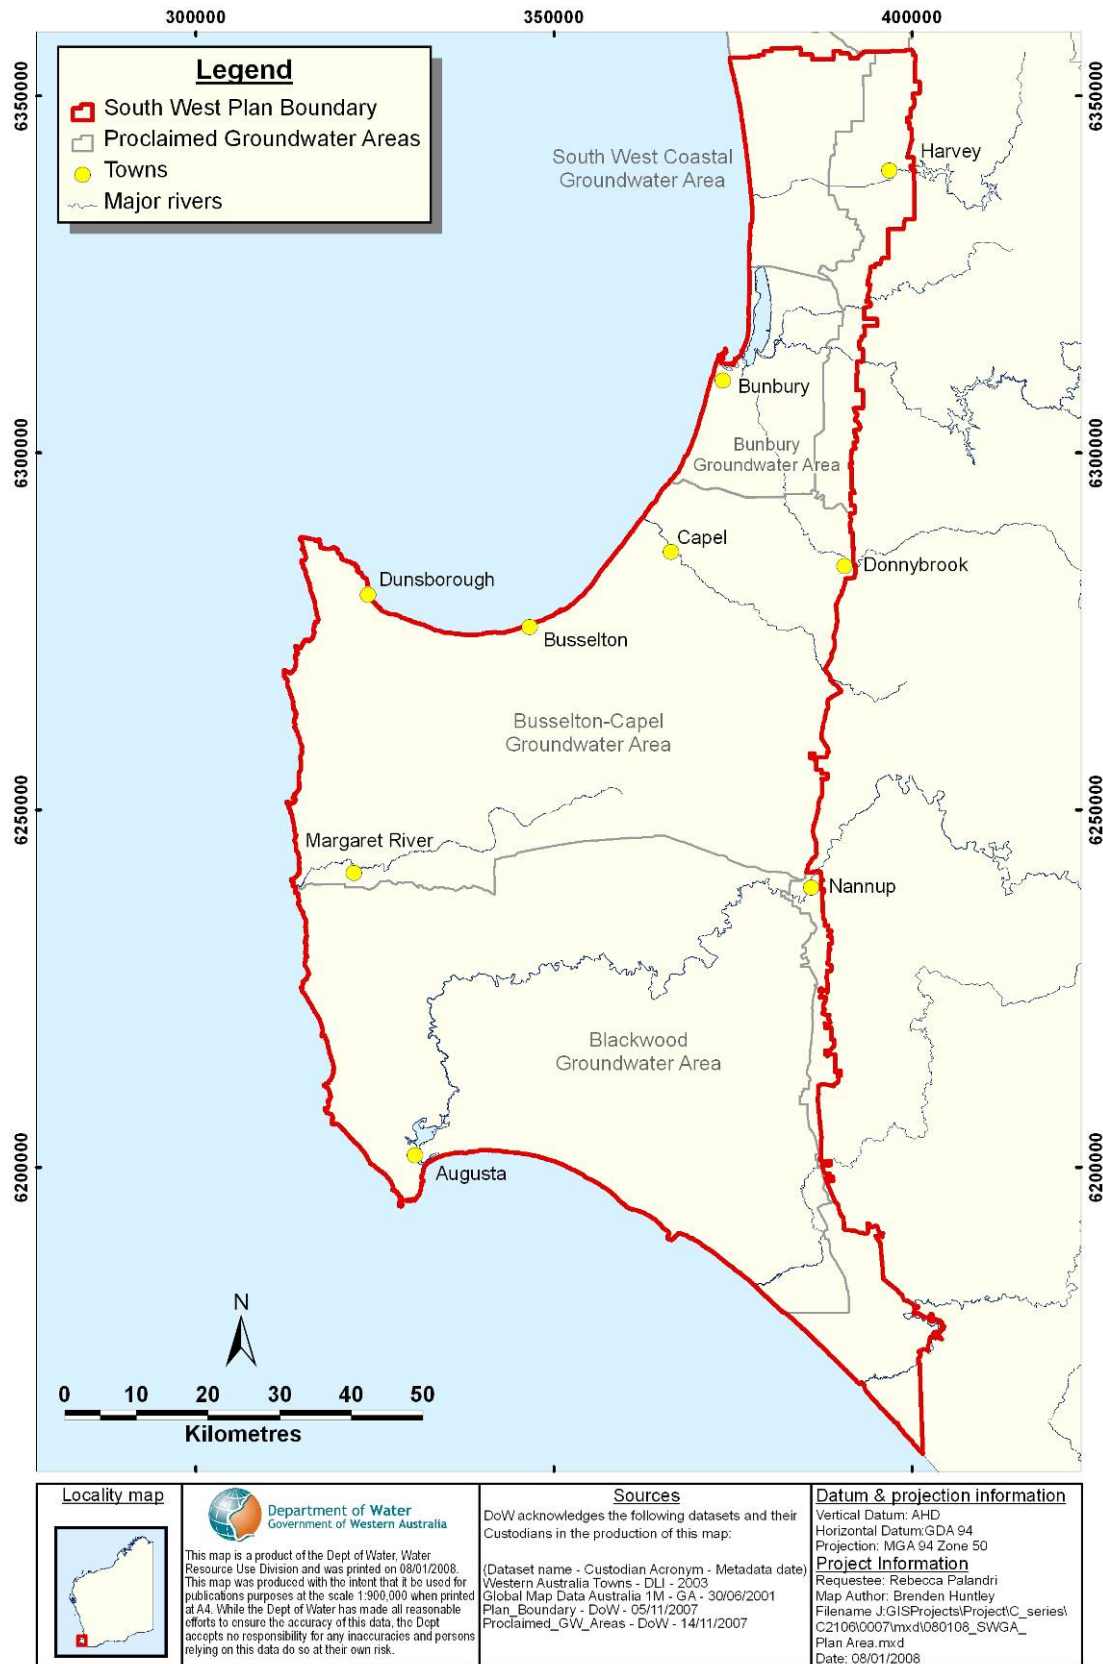 300000
350000
400000
Legend
South West Plan Boundary
Proclaimed Groundwater Areas
Towns
Major rivers
6350000
6350000
South West Coastal
Groundwater Area
Harvey
Bunbury
Bunbury
Groundwater Area
6300000
6300000
Capel
Donnybrook
Dunsborough
Busselton
Busselton-Capel
Groundwater Area
6250000
6250000
Margaret River
Nannup
Blackwood
Groundwater Area
6200000
6200000
Augusta
N
0 10 20 30 40 50
Kilometres
Locality map
Department of Water
Government of Western Australia
This map is a product of the Dept of Water, Water
Resource Use Division and was printed on 08/01/2008.
This map was produced with the intent that it be used for
publications purposes at the scale 1:900,000 when printed
at A4. While the Dept of Water has made all reasonable
efforts to ensure the accuracy of this data, the Dept
accepts no responsibility for any inaccuracies and persons
relying on this data do so at their own risk.
Sources
DoW acknowledges the following datasets and their
Custodians in the production of this map:
(Dataset name - Custodian Acronym - Metadata date)
Western Australia Towns - DLI - 2003
Global Map Data Australia 1M - GA - 30/06/2001
Plan_Boundary - DoW - 05/11/2007
Proclaimed_GW_Areas - DoW - 14/11/2007
Datum & projection information
Vertical Datum: AHD
Horizontal Datum:GDA 94
Projection: MGA 94 Zone 50
Project Information
Requestee: Rebecca Palandri
Map Author: Brenden Huntley
Filename J:GISProjects\Project\C_series\
C2106\0007\mxd\080108_SWGA_
Plan Area.mxd
Date: 08/01/2008